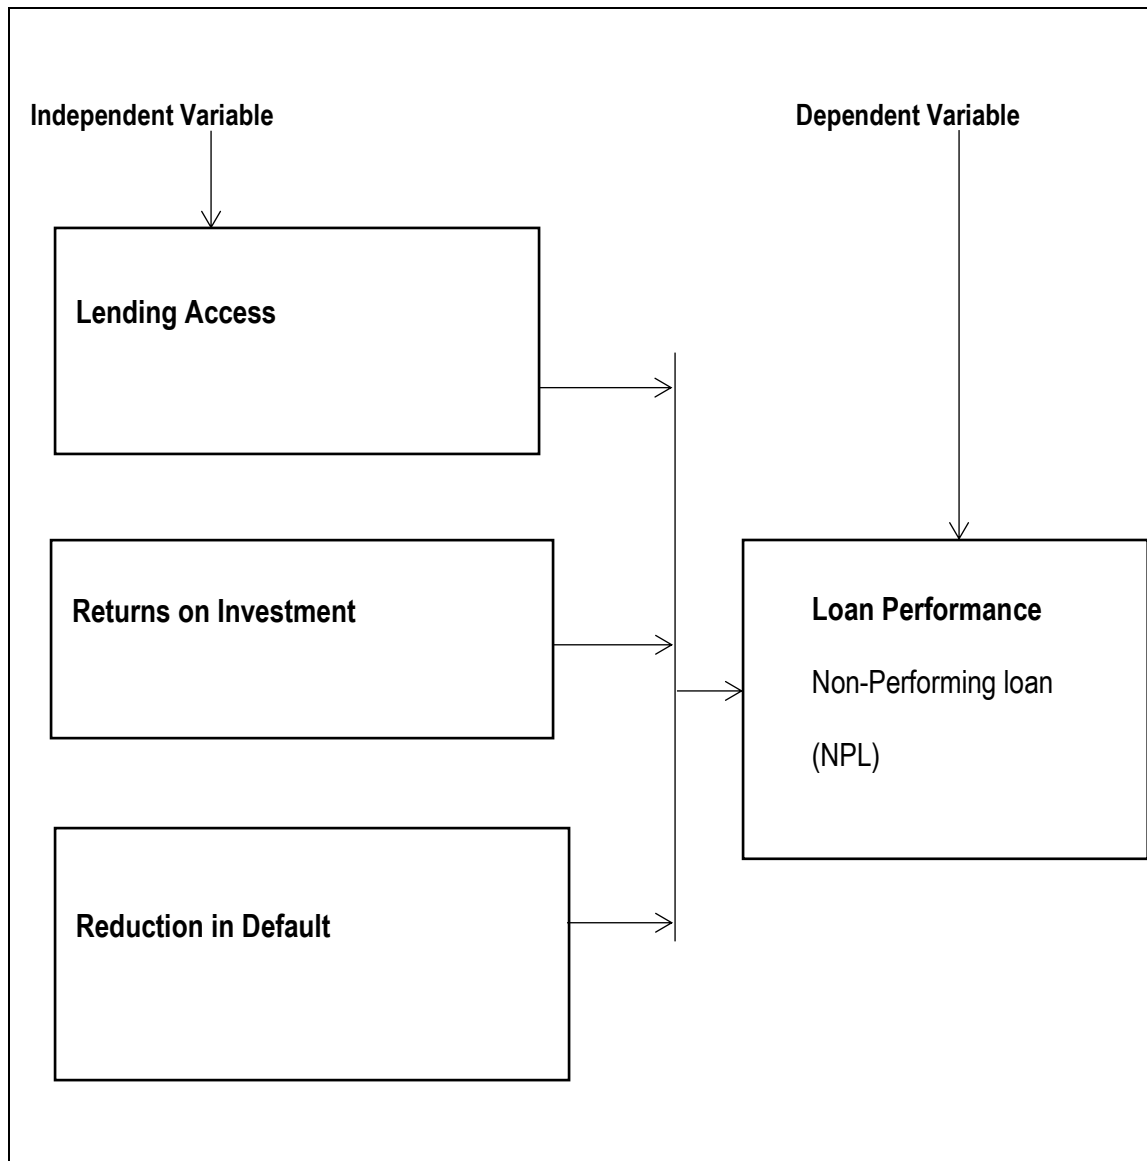 Independent Variable
Dependent Variable
Lending Access
Returns on Investment
Reduction in Default
Loan Performance
Non-Performing loan
(NPL)